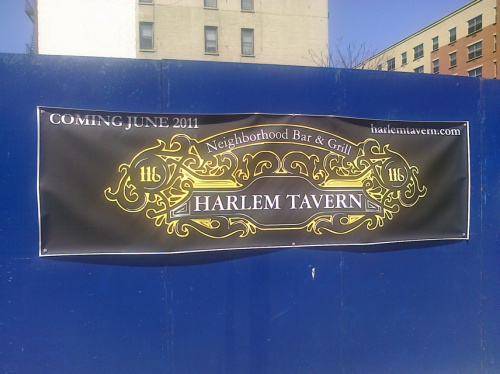 COMING JUNE 2011
harlemtavern.com
Neighborhood Bar & Grill
116
116
HARLEM TAVERN